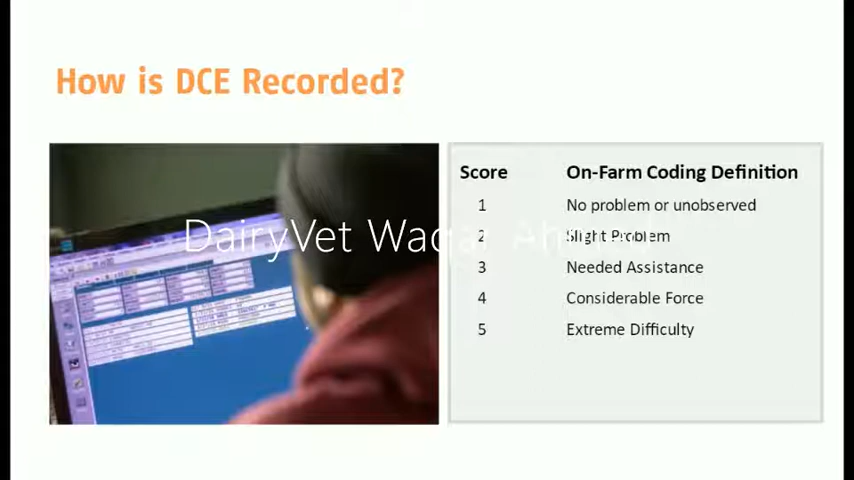 How is DCE Recorded?
Score On-Farm Coding Definition
1 No problem or unobserved
2 Slight Problem
3 Needed Assistance
4 Considerable Force
5 Extreme Difficulty
DairyVet Waqar